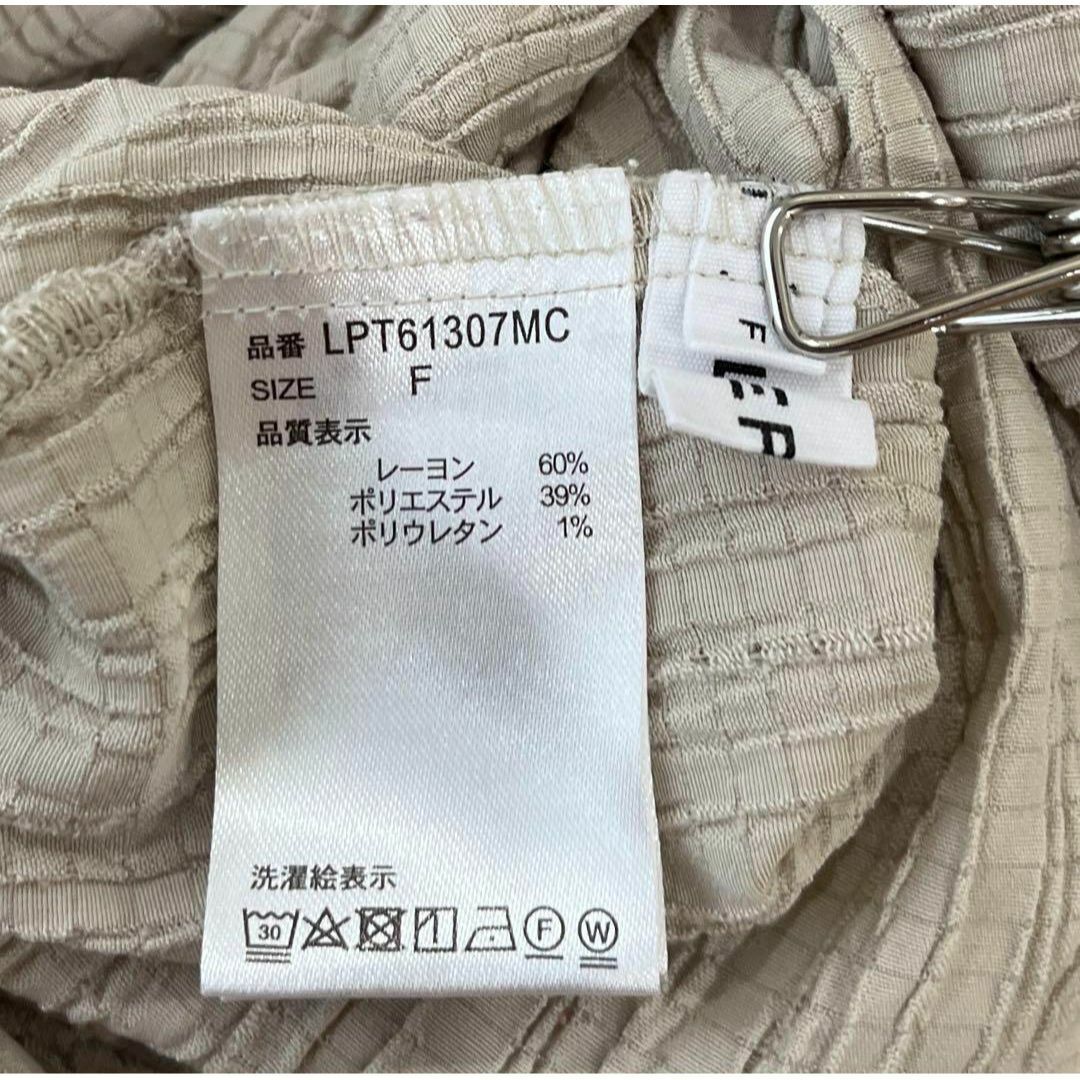 品番 LPT61307MC
SIZE F
品質表示
レーヨン 60%
ポリエステル 39%
ポリウレタン 1%
洗濯絵表示
30 F W
F